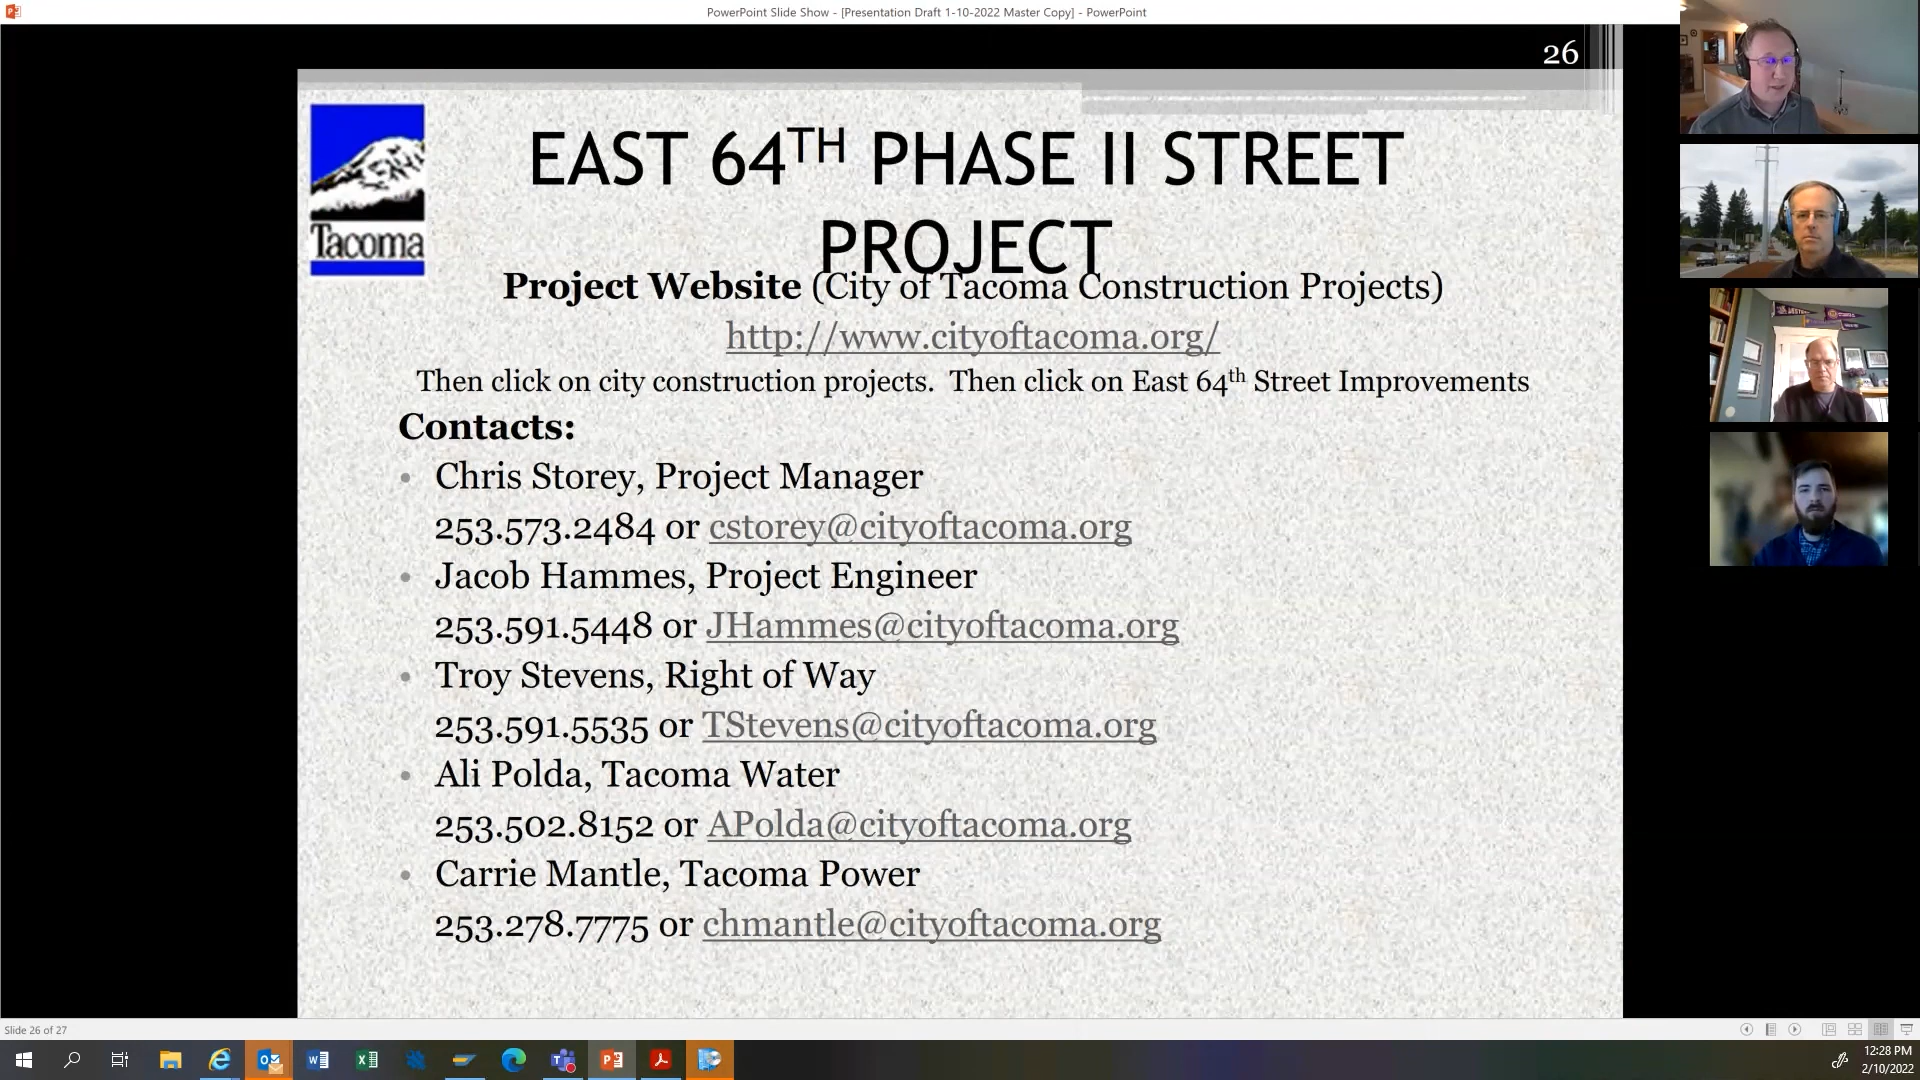 PowerPoint Slide Show - [Presentation Draft 1-10-2022 Master Copy] - PowerPoint
26
Tacoma
EAST 64TH PHASE II STREET
PROJECT
Project Website (City of Tacoma Construction Projects)
http://www.cityoftacoma.org/
Then click on city construction projects. Then click on East 64th Street Improvements
Contacts:
• Chris Storey, Project Manager
253.573.2484 or cstorey@cityoftacoma.org
• Jacob Hammes, Project Engineer
253.591.5448 or JHammes@cityoftacoma.org
• Troy Stevens, Right of Way
253.591.5535 or TStevens@cityoftacoma.org
• Ali Polda, Tacoma Water
253.502.8152 or APolda@cityoftacoma.org
• Carrie Mantle, Tacoma Power
253.278.7775 or chmantle@cityoftacoma.org
Slide 26 of 27
12:28 PM
2/10/2022